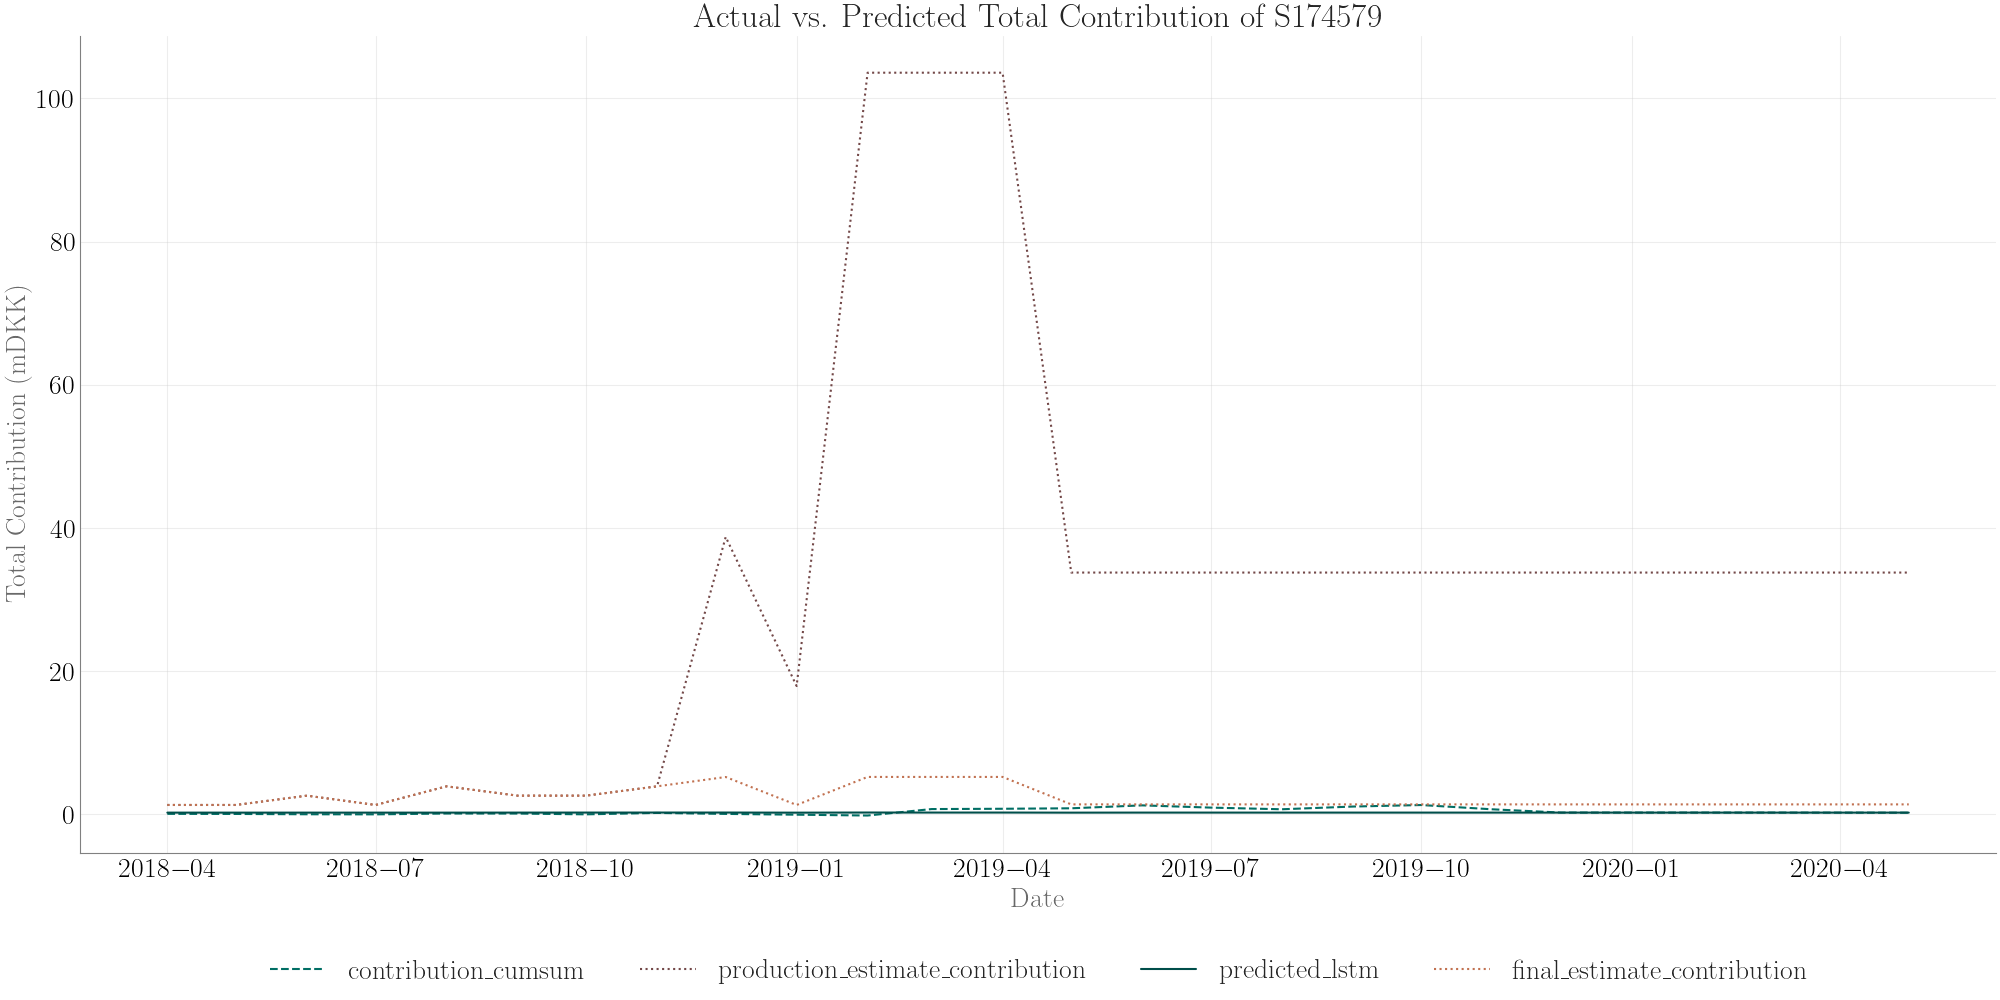 Actual vs. Predicted Total Contribution of S174579
Total Contribution (mDKK)
100
80
60
40
20
0
2018−04 2018−07 2018−10 2019−01 2019−04 2019−07 2019−10 2020−01 2020−04
Date
contribution_cumsum production_estimate_contribution predicted_lstm final_estimate_contribution